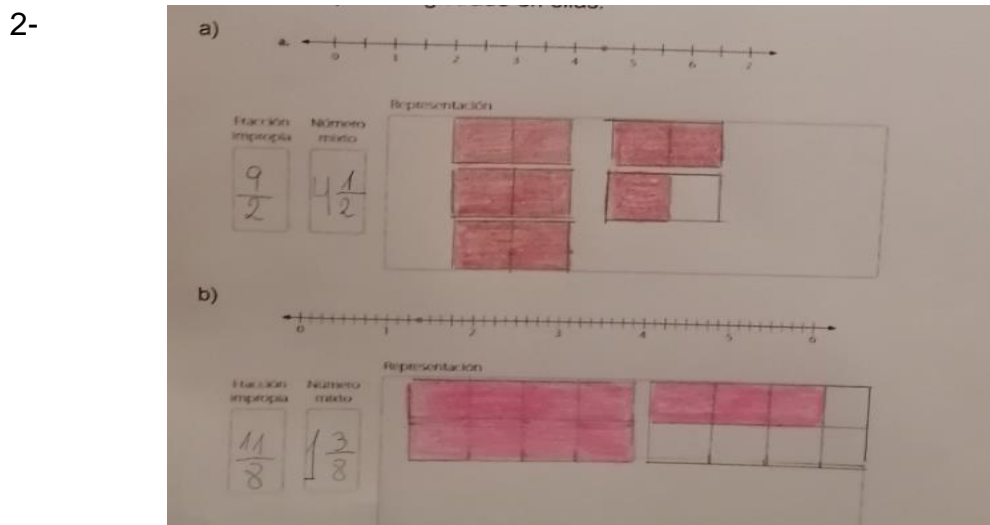 2-
a)
a.
0 1 2 3 4 5 6 7
Representación
Fracción impropia
Número mixto
9/2
4 1/2
b)
0 1 2 3 4 5 6
Representación
Fracción impropia
Número mixto
11/8
1 3/8